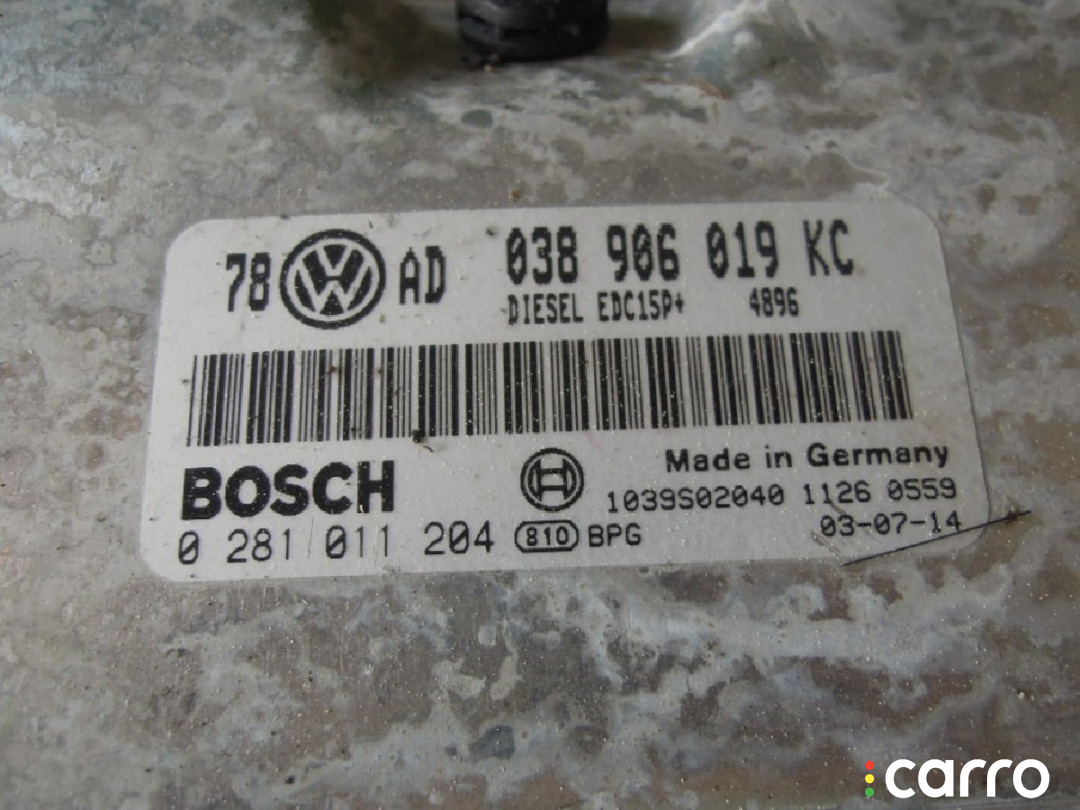 78 VW AD 038 906 019 KC
DIESEL EDC15P+ 4896
BOSCH
Made in Germany
1039S02040 1126 0559
0 281 011 204 810 BPG
03-07-14
carro